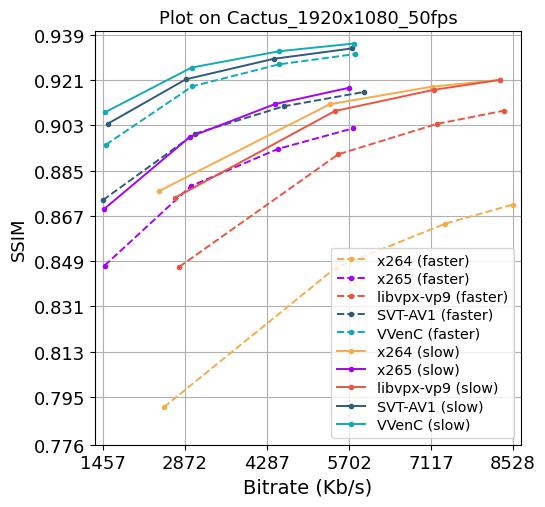 Plot on Cactus_1920x1080_50fps
SSIM
0.939
0.921
0.903
0.885
0.867
0.849
0.831
0.813
0.795
0.776
x264 (faster)
x265 (faster)
libvpx-vp9 (faster)
SVT-AV1 (faster)
VVenC (faster)
x264 (slow)
x265 (slow)
libvpx-vp9 (slow)
SVT-AV1 (slow)
VVenC (slow)
1457 2872 4287 5702 7117 8528
Bitrate (Kb/s)